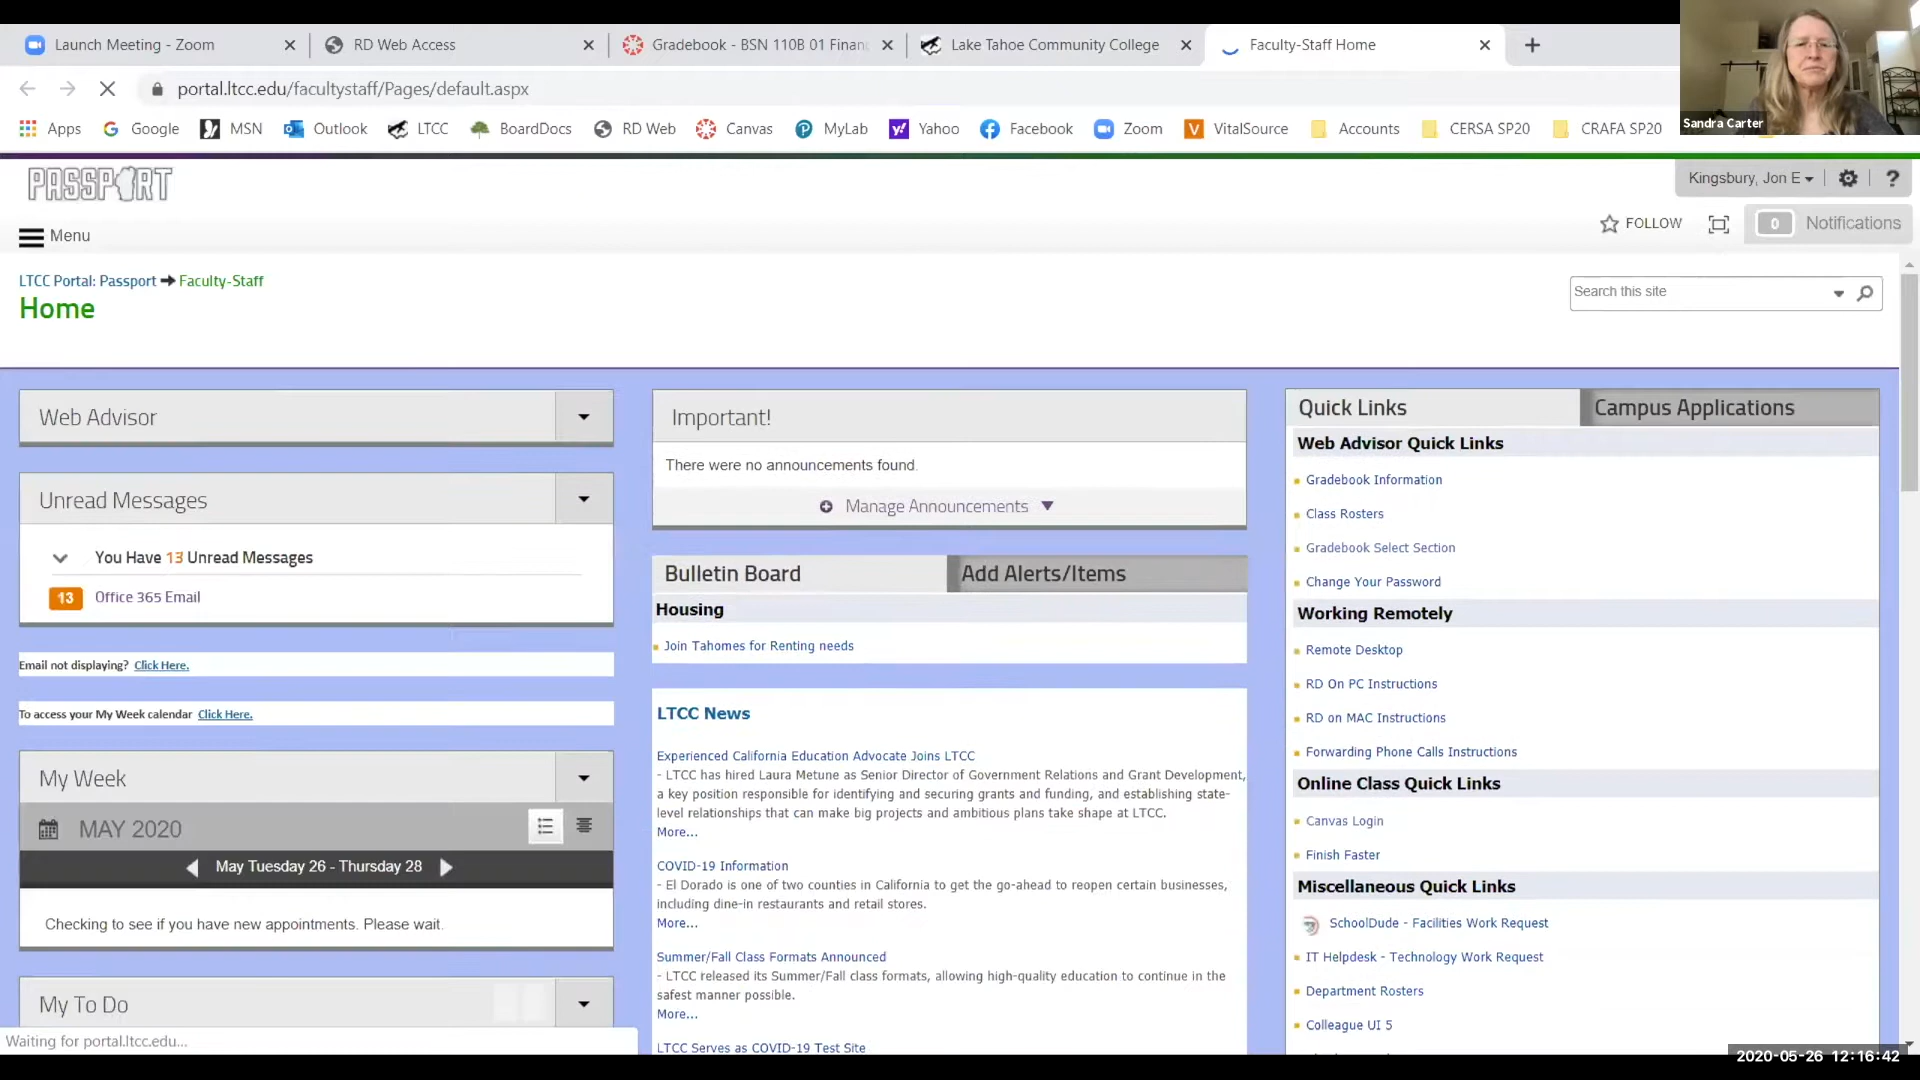 Launch Meeting - Zoom
RD Web Access
Gradebook - BSN 110B 01 Finan
Lake Tahoe Community College
Faculty-Staff Home
portal.ltcc.edu/facultystaff/Pages/default.aspx
Apps
Google
MSN
Outlook
LTCC
BoardDocs
RD Web
Canvas
MyLab
Yahoo
Facebook
Zoom
VitalSource
Accounts
CERSA SP20
CRAFA SP20
Sandra Carter
PASSPORT
Kingsbury, Jon E
?
Menu
FOLLOW
0
Notifications
LTCC Portal: Passport ➔ Faculty-Staff
Home
Search this site
Web Advisor
Unread Messages
You Have 13 Unread Messages
13
Office 365 Email
Email not displaying? Click Here.
To access your My Week calendar Click Here.
My Week
MAY 2020
May Tuesday 26 - Thursday 28
Checking to see if you have new appointments. Please wait.
My To Do
Waiting for portal.ltcc.edu...
Important!
There were no announcements found.
Manage Announcements
Bulletin Board
Add Alerts/Items
Housing
Join Tahomes for Renting needs
LTCC News
Experienced California Education Advocate Joins LTCC
- LTCC has hired Laura Metune as Senior Director of Government Relations and Grant Development,
a key position responsible for identifying and securing grants and funding, and establishing state-
level relationships that can make big projects and ambitious plans take shape at LTCC.
More...
COVID-19 Information
- El Dorado is one of two counties in California to get the go-ahead to reopen certain businesses,
including dine-in restaurants and retail stores.
More...
Summer/Fall Class Formats Announced
- LTCC released its Summer/Fall class formats, allowing high-quality education to continue in the
safest manner possible.
More...
LTCC Serves as COVID-19 Test Site
Quick Links
Campus Applications
Web Advisor Quick Links
Gradebook Information
Class Rosters
Gradebook Select Section
Change Your Password
Working Remotely
Remote Desktop
RD On PC Instructions
RD on MAC Instructions
Forwarding Phone Calls Instructions
Online Class Quick Links
Canvas Login
Finish Faster
Miscellaneous Quick Links
SchoolDude - Facilities Work Request
IT Helpdesk - Technology Work Request
Department Rosters
Colleague UI 5
2020-05-26 12:16:42